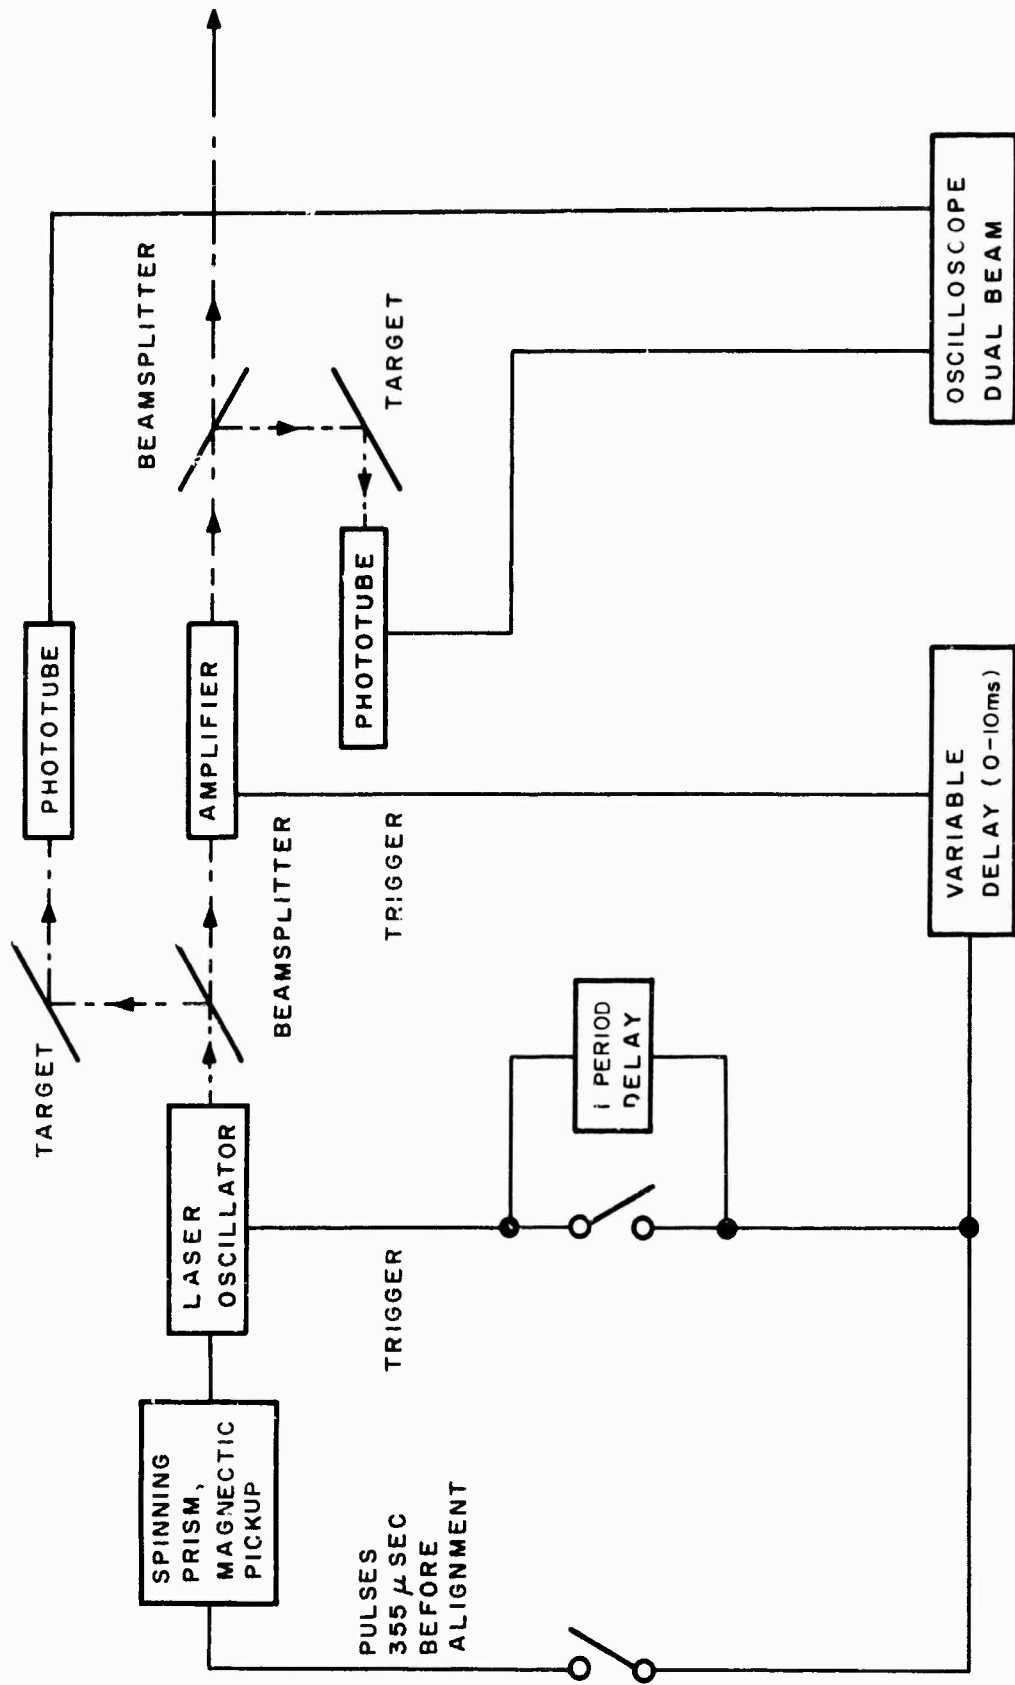 SPINNING
PRISM,
MAGNECTIC
PICKUP
LASER
OSCILLATOR
TARGET
BEAMSPLITTER
PHOTOTUBE
AMPLIFIER
BEAMSPLITTER
TARGET
PHOTOTUBE
PULSES
355 μSEC
BEFORE
ALIGNMENT
TRIGGER
TRIGGER
1 PERIOD
DELAY
VARIABLE
DELAY (0-10ms)
OSCILLOSCOPE
DUAL BEAM